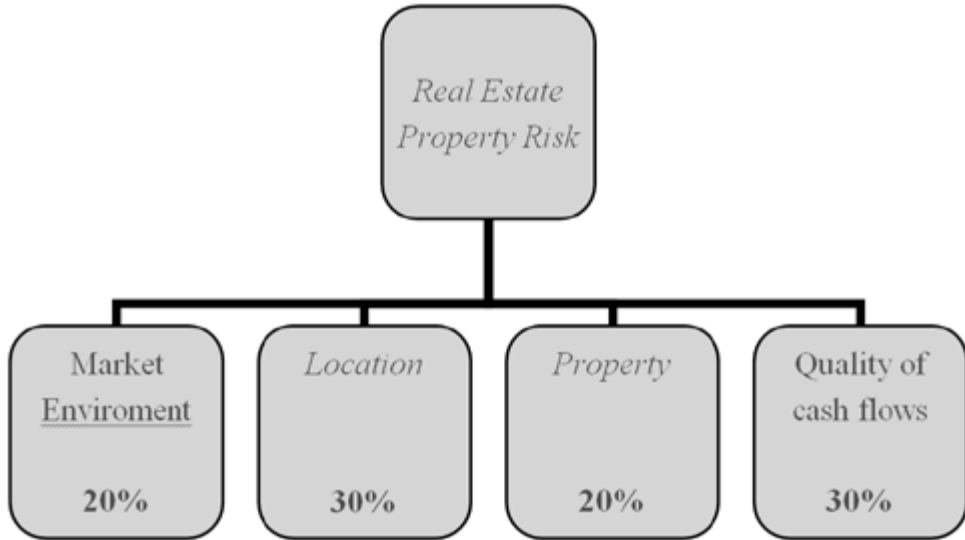 Real Estate
Property Risk
Market
Enviroment
20%
Location
30%
Property
20%
Quality of
cash flows
30%